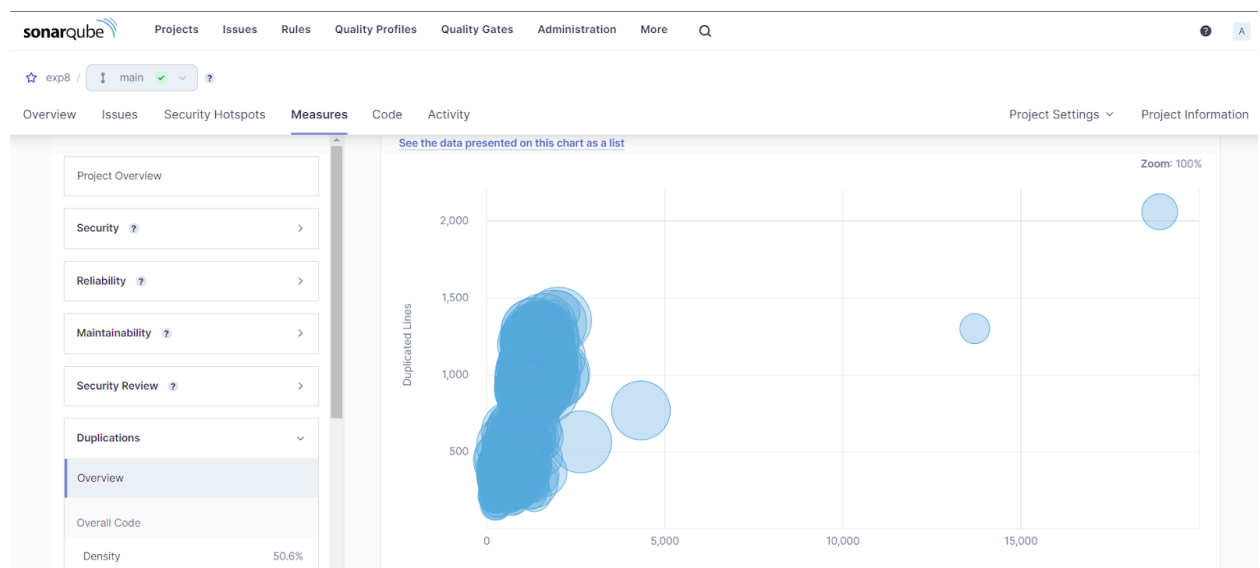 sonarqube Projects Issues Rules Quality Profiles Quality Gates Administration More ? A
exp8 / main ?
Overview Issues Security Hotspots Measures Code Activity Project Settings Project Information
See the data presented on this chart as a list
Zoom: 100%
Project Overview
Security ?
Reliability ?
Maintainability ?
Security Review ?
Duplications
Overview
Overall Code
Density 50.6%
Duplicated Lines
2,000
1,500
1,000
500
0 5,000 10,000 15,000